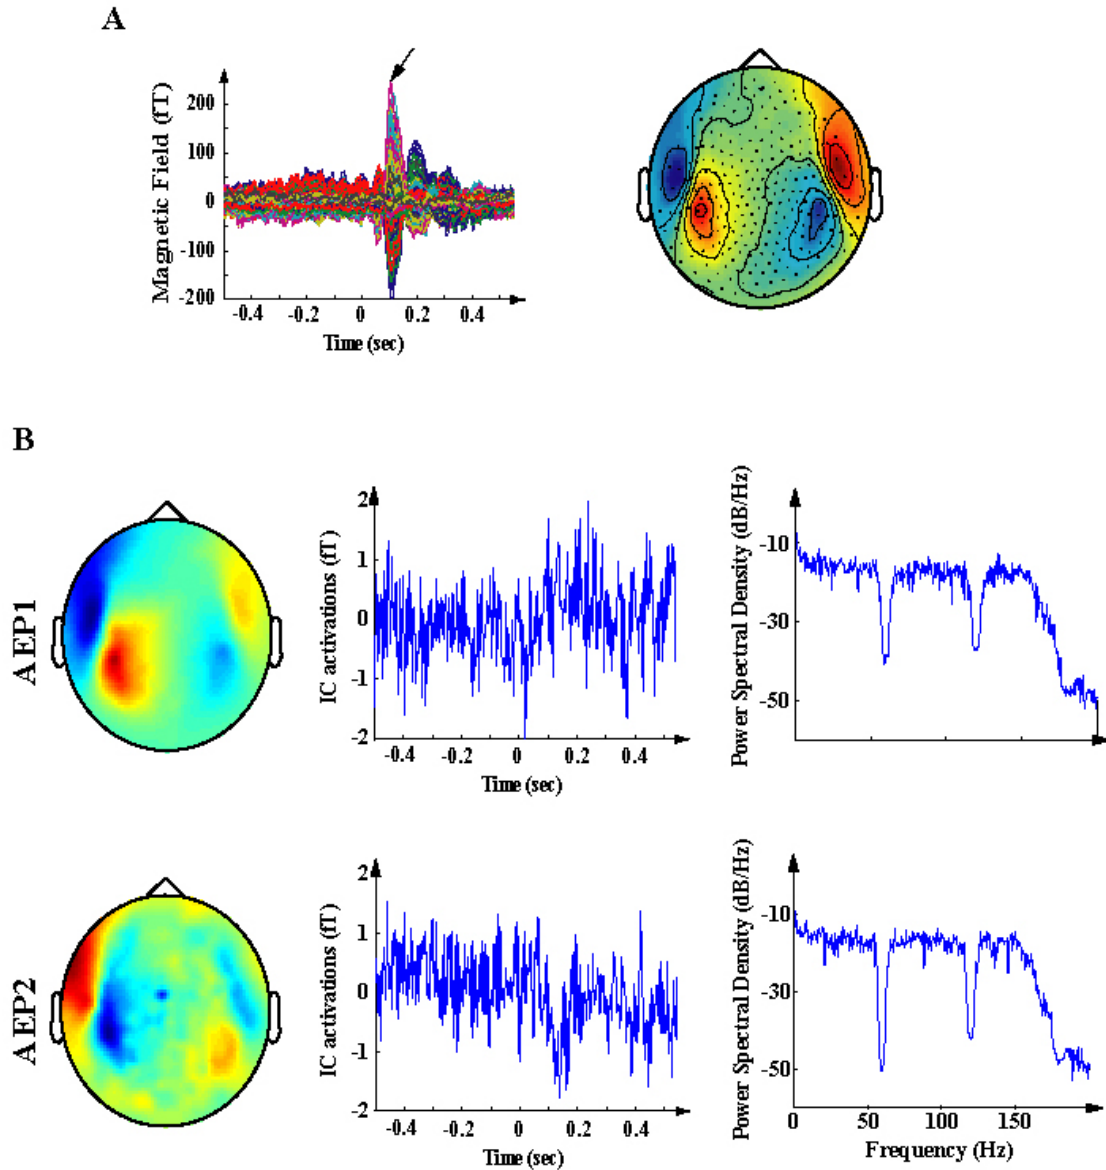 A
Magnetic Field (fT)
200
100
0
-100
-200
-0.4 -0.2 0 0.2 0.4
Time (sec)
B
AEP1
IC activations (fT)
2
1
0
-1
-2
-0.4 -0.2 0 0.2 0.4
Time (sec)
Power Spectral Density (dB/Hz)
-10
-30
-50
AEP2
IC activations (fT)
2
1
0
-1
-2
-0.4 -0.2 0 0.2 0.4
Time (sec)
Power Spectral Density (dB/Hz)
-10
-30
-50
0 50 100 150
Frequency (Hz)